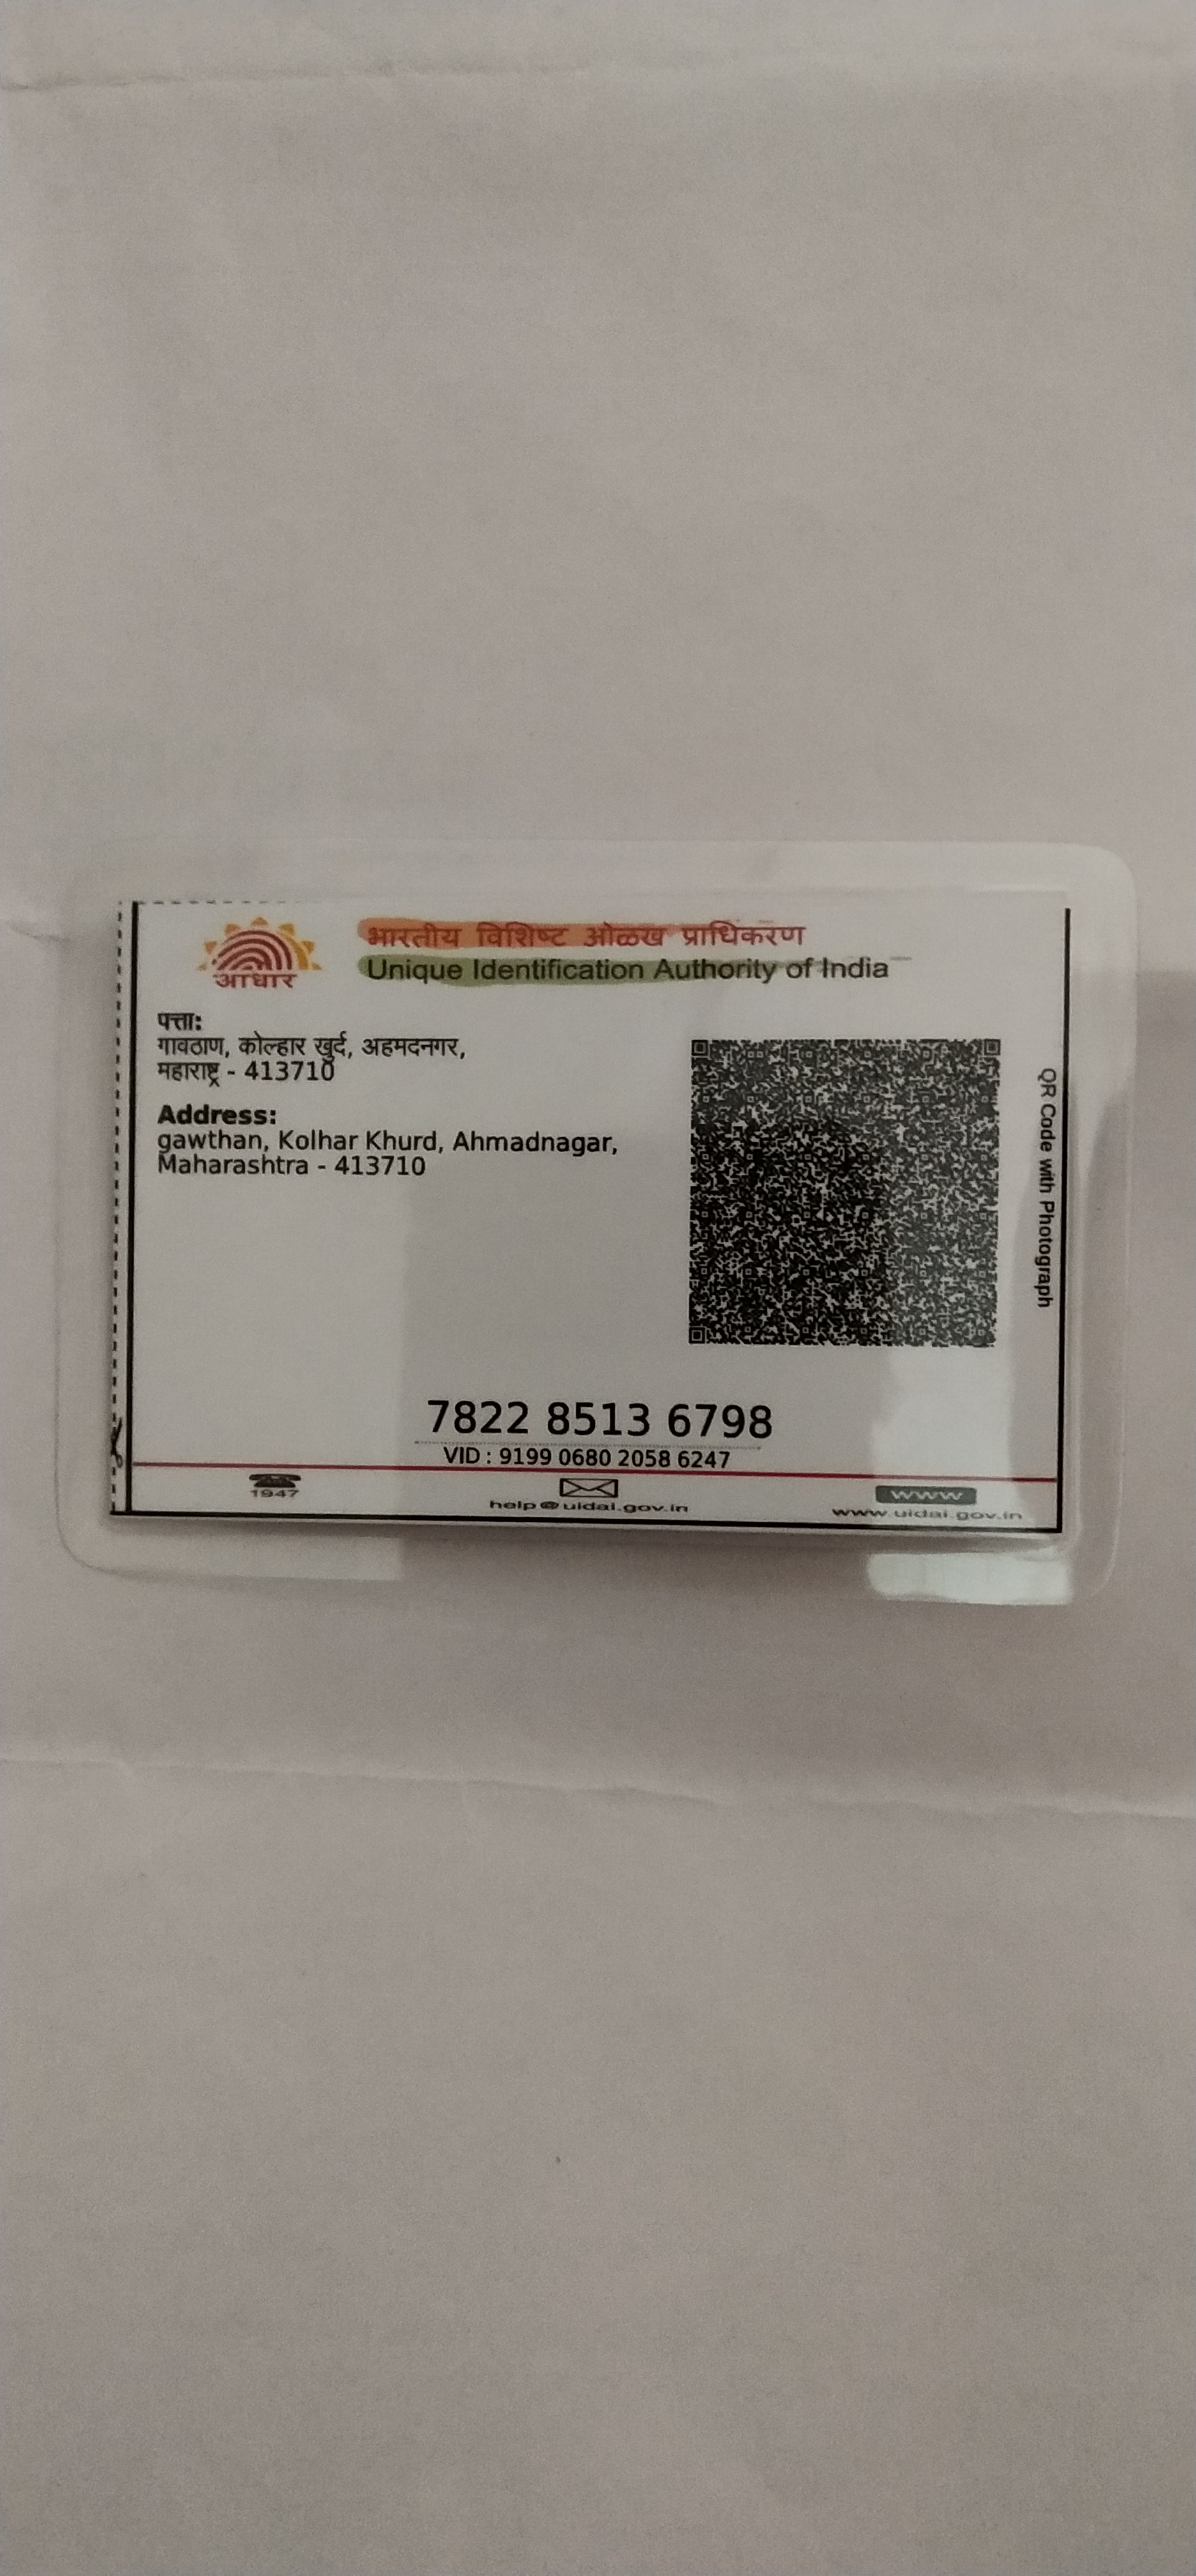 आधार
भारतीय विशिष्ट ओळख प्राधिकरण
Unique Identification Authority of India
पत्ता:
गावठाण, कोल्हार खुर्द, अहमदनगर,
महाराष्ट्र - 413710
Address:
gawthan, Kolhar Khurd, Ahmadnagar,
Maharashtra - 413710
QR Code with Photograph
7822 8513 6798
VID : 9199 0680 2058 6247
1947
help@uidai.gov.in
www
www.uidai.gov.in